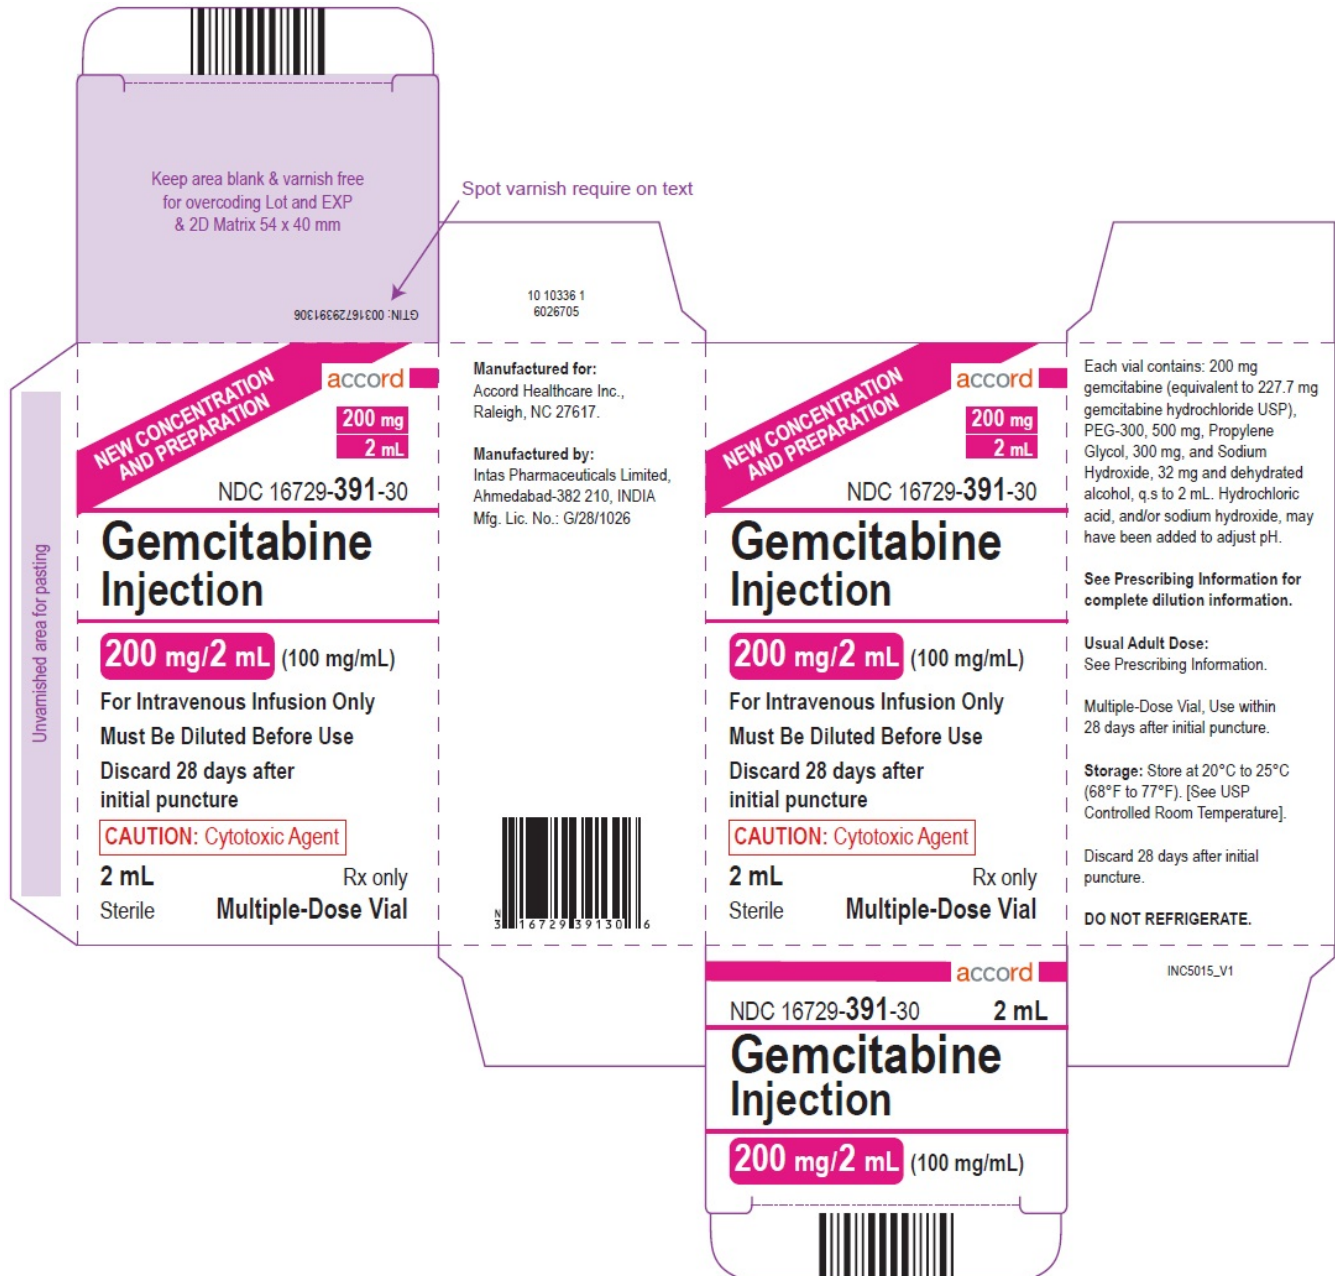 Keep area blank & varnish free
for overcoding Lot and EXP
& 2D Matrix 54 x 40 mm
Spot varnish require on text
GTIN: 00316729391306
10 10336 1
6026705
Unvarnished area for pasting
NEW CONCENTRATION
AND PREPARATION
accord
200 mg
2 mL
NDC 16729-391-30
Gemcitabine
Injection
200 mg/2 mL (100 mg/mL)
For Intravenous Infusion Only
Must Be Diluted Before Use
Discard 28 days after
initial puncture
CAUTION: Cytotoxic Agent
2 mL Rx only
Sterile Multiple-Dose Vial
Manufactured for:
Accord Healthcare Inc.,
Raleigh, NC 27617.
Manufactured by:
Intas Pharmaceuticals Limited,
Ahmedabad-382 210, INDIA
Mfg. Lic. No.: G/28/1026
N
3 16729 39130 6
NEW CONCENTRATION
AND PREPARATION
accord
200 mg
2 mL
NDC 16729-391-30
Gemcitabine
Injection
200 mg/2 mL (100 mg/mL)
For Intravenous Infusion Only
Must Be Diluted Before Use
Discard 28 days after
initial puncture
CAUTION: Cytotoxic Agent
2 mL Rx only
Sterile Multiple-Dose Vial
Each vial contains: 200 mg
gemcitabine (equivalent to 227.7 mg
gemcitabine hydrochloride USP),
PEG-300, 500 mg, Propylene
Glycol, 300 mg, and Sodium
Hydroxide, 32 mg and dehydrated
alcohol, q.s to 2 mL. Hydrochloric
acid, and/or sodium hydroxide, may
have been added to adjust pH.
See Prescribing Information for
complete dilution information.
Usual Adult Dose:
See Prescribing Information.
Multiple-Dose Vial, Use within
28 days after initial puncture.
Storage: Store at 20°C to 25°C
(68°F to 77°F). [See USP
Controlled Room Temperature].
Discard 28 days after initial
puncture.
DO NOT REFRIGERATE.
INC5015_V1
accord
NDC 16729-391-30 2 mL
Gemcitabine
Injection
200 mg/2 mL (100 mg/mL)